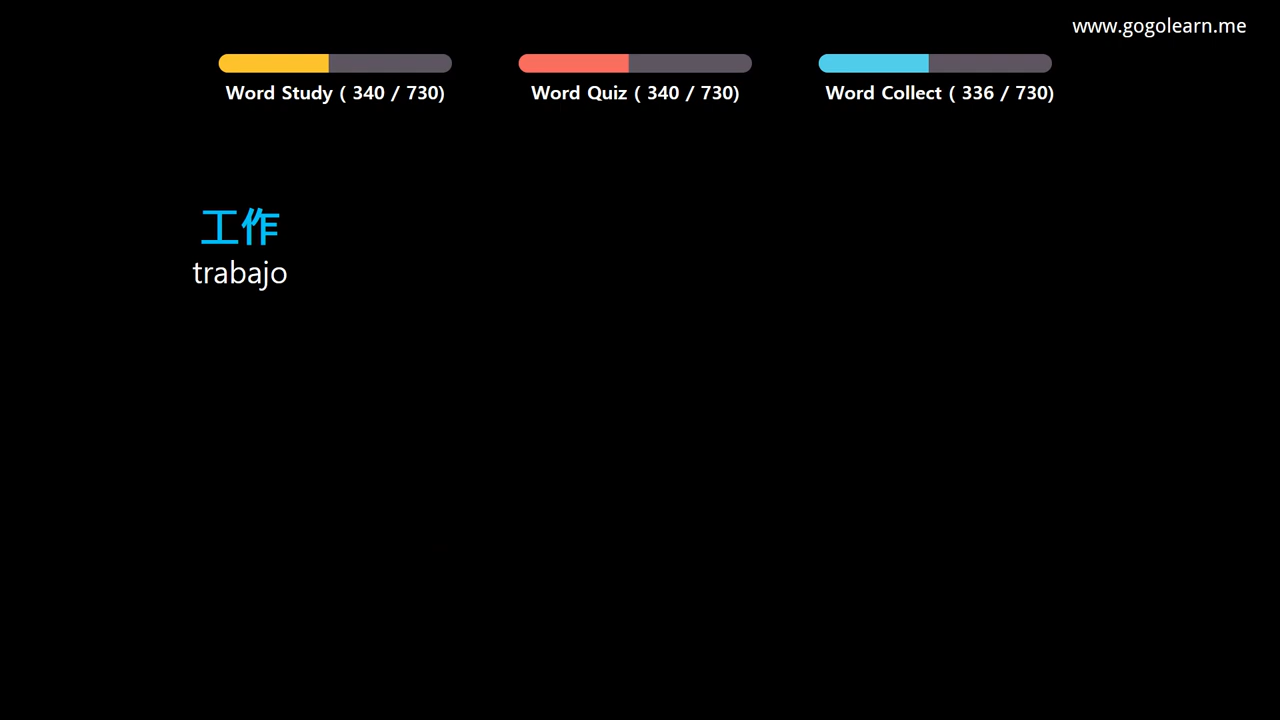 www.gogolearn.me
Word Study ( 340 / 730)
Word Quiz ( 340 / 730)
Word Collect ( 336 / 730)
工作
trabajo